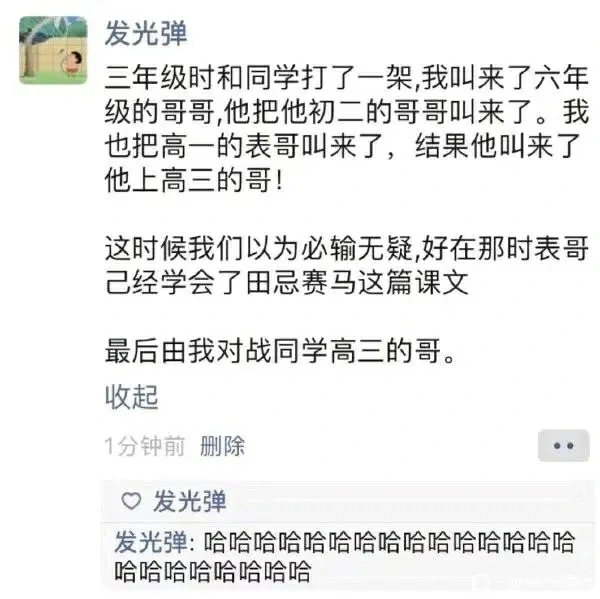 发光弹
三年级时和同学打了一架,我叫来了六年
级的哥哥,他把他初二的哥哥叫来了。我
也把高一的表哥叫来了，结果他叫来了
他上高三的哥!
这时候我们以为必输无疑,好在那时表哥
己经学会了田忌赛马这篇课文
最后由我对战同学高三的哥。
收起
1分钟前 删除
发光弹
发光弹: 哈哈哈哈哈哈哈哈哈哈哈哈哈哈哈
哈哈哈哈哈哈哈哈